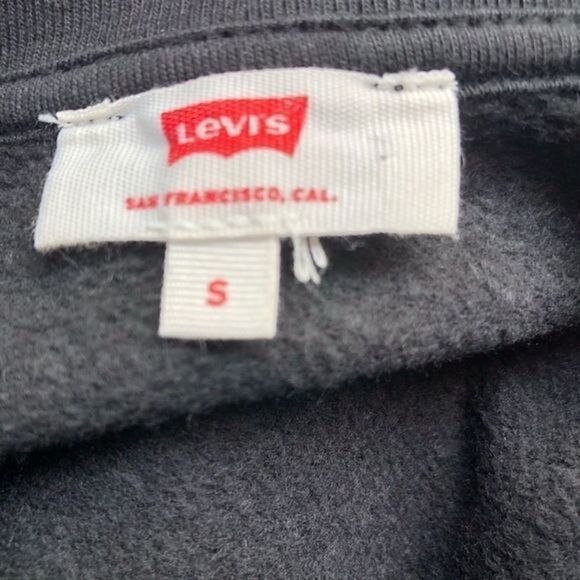 Levi's
SAN FRANCISCO, CAL.
S